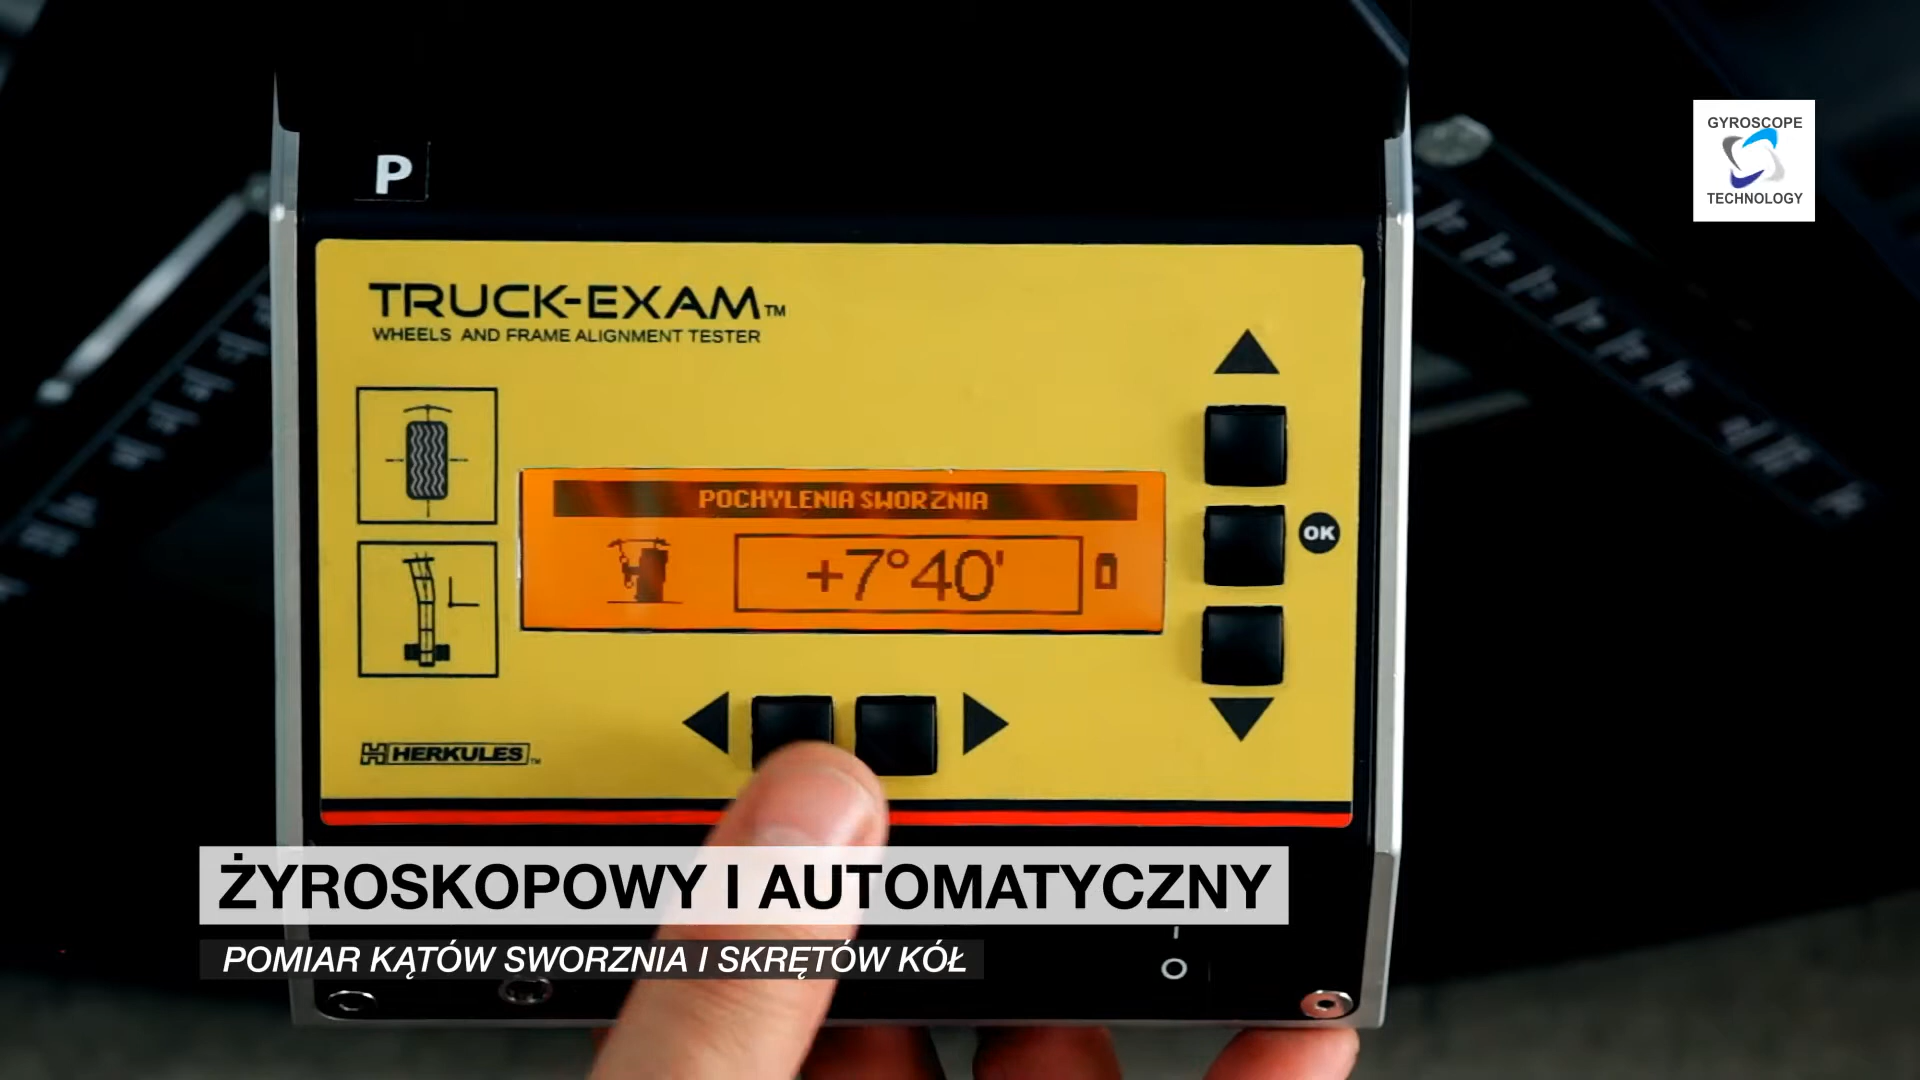 P
GYROSCOPE
TECHNOLOGY
TRUCK-EXAM™
WHEELS AND FRAME ALIGNMENT TESTER
POCHYLENIA SWORZNIA
+7°40'
OK
HERKULES™
ŻYROSKOPOWY I AUTOMATYCZNY
POMIAR KĄTÓW SWORZNIA I SKRĘTÓW KÓŁ